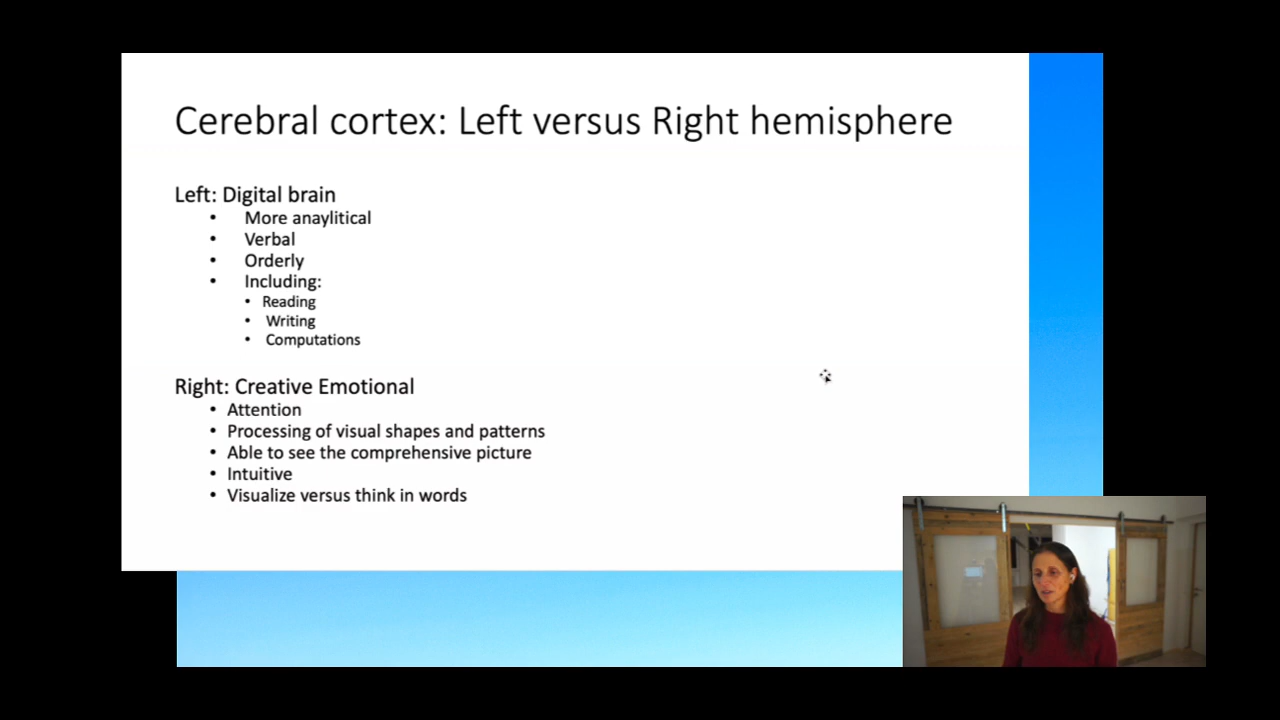 Cerebral cortex: Left versus Right hemisphere
Left: Digital brain
• More anaylitical
• Verbal
• Orderly
• Including:
• Reading
• Writing
• Computations
Right: Creative Emotional
• Attention
• Processing of visual shapes and patterns
• Able to see the comprehensive picture
• Intuitive
• Visualize versus think in words